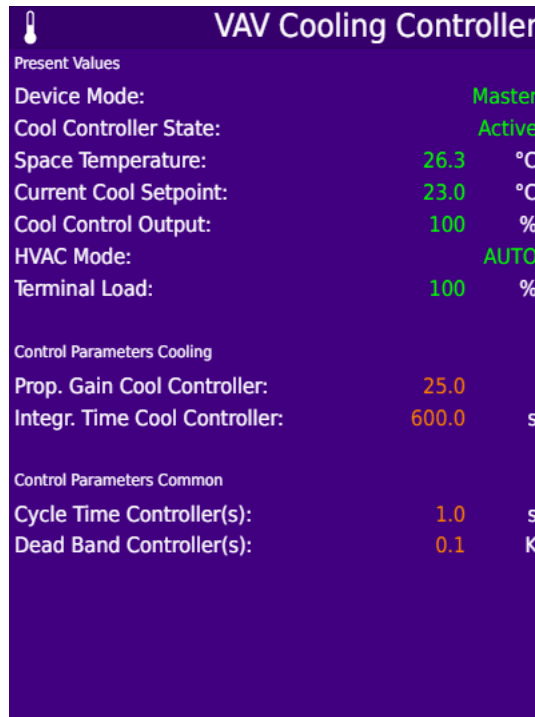 VAV Cooling Controller
Present Values
Device Mode: Master
Cool Controller State: Active
Space Temperature: 26.3 °C
Current Cool Setpoint: 23.0 °C
Cool Control Output: 100 %
HVAC Mode: AUTO
Terminal Load: 100 %
Control Parameters Cooling
Prop. Gain Cool Controller: 25.0
Integr. Time Cool Controller: 600.0 s
Control Parameters Common
Cycle Time Controller(s): 1.0 s
Dead Band Controller(s): 0.1 K